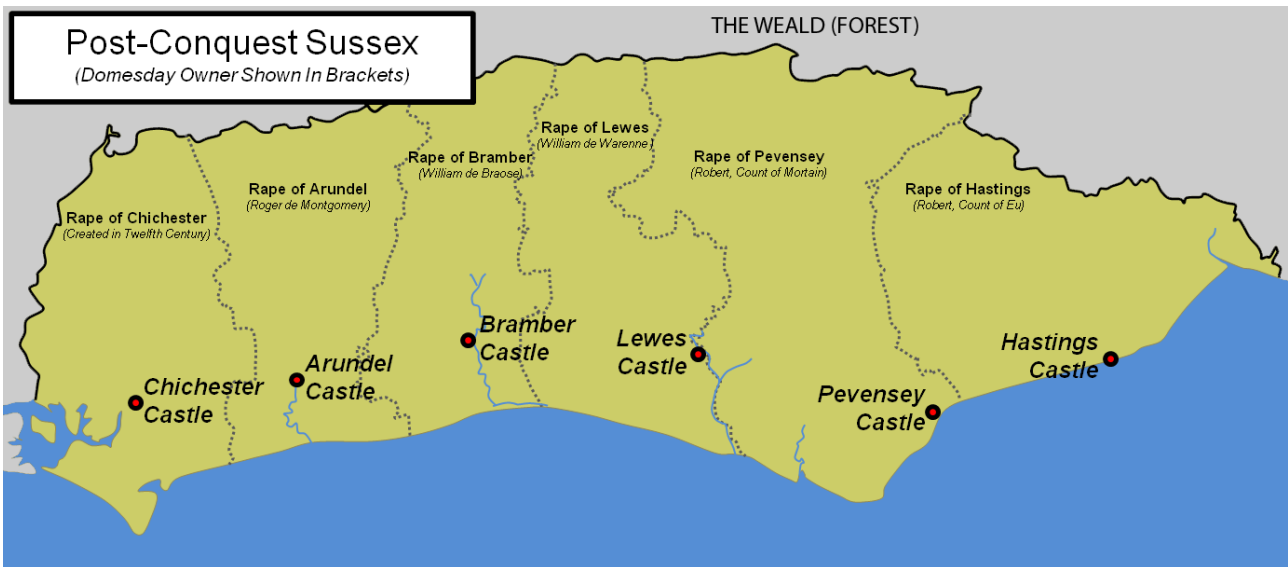 THE WEALD (FOREST)
Post-Conquest Sussex
(Domesday Owner Shown In Brackets)
Rape of Chichester
(Created in Twelfth Century)
Rape of Arundel
(Roger de Montgomery)
Rape of Bramber
(William de Braose)
Rape of Lewes
(William de Warenne)
Rape of Pevensey
(Robert, Count of Mortain)
Rape of Hastings
(Robert, Count of Eu)
Chichester
Castle
Arundel
Castle
Bramber
Castle
Lewes
Castle
Pevensey
Castle
Hastings
Castle